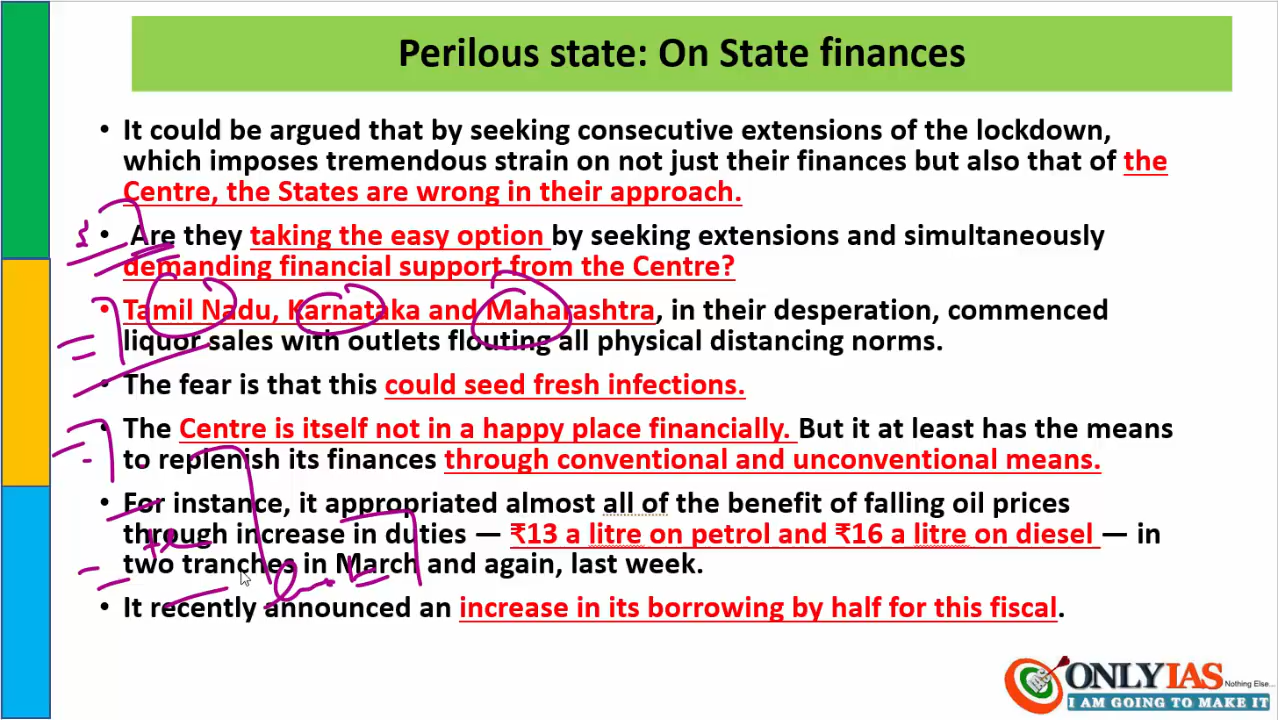 Perilous state: On State finances
• It could be argued that by seeking consecutive extensions of the lockdown,
which imposes tremendous strain on not just their finances but also that of the
Centre, the States are wrong in their approach.
• Are they taking the easy option by seeking extensions and simultaneously
demanding financial support from the Centre?
• Tamil Nadu, Karnataka and Maharashtra, in their desperation, commenced
liquor sales with outlets flouting all physical distancing norms.
• The fear is that this could seed fresh infections.
• The Centre is itself not in a happy place financially. But it at least has the means
to replenish its finances through conventional and unconventional means.
• For instance, it appropriated almost all of the benefit of falling oil prices
through increase in duties — ₹13 a litre on petrol and ₹16 a litre on diesel — in
two tranches in March and again, last week.
• It recently announced an increase in its borrowing by half for this fiscal.
ONLYIAS
Nothing Else...
I AM GOING TO MAKE IT